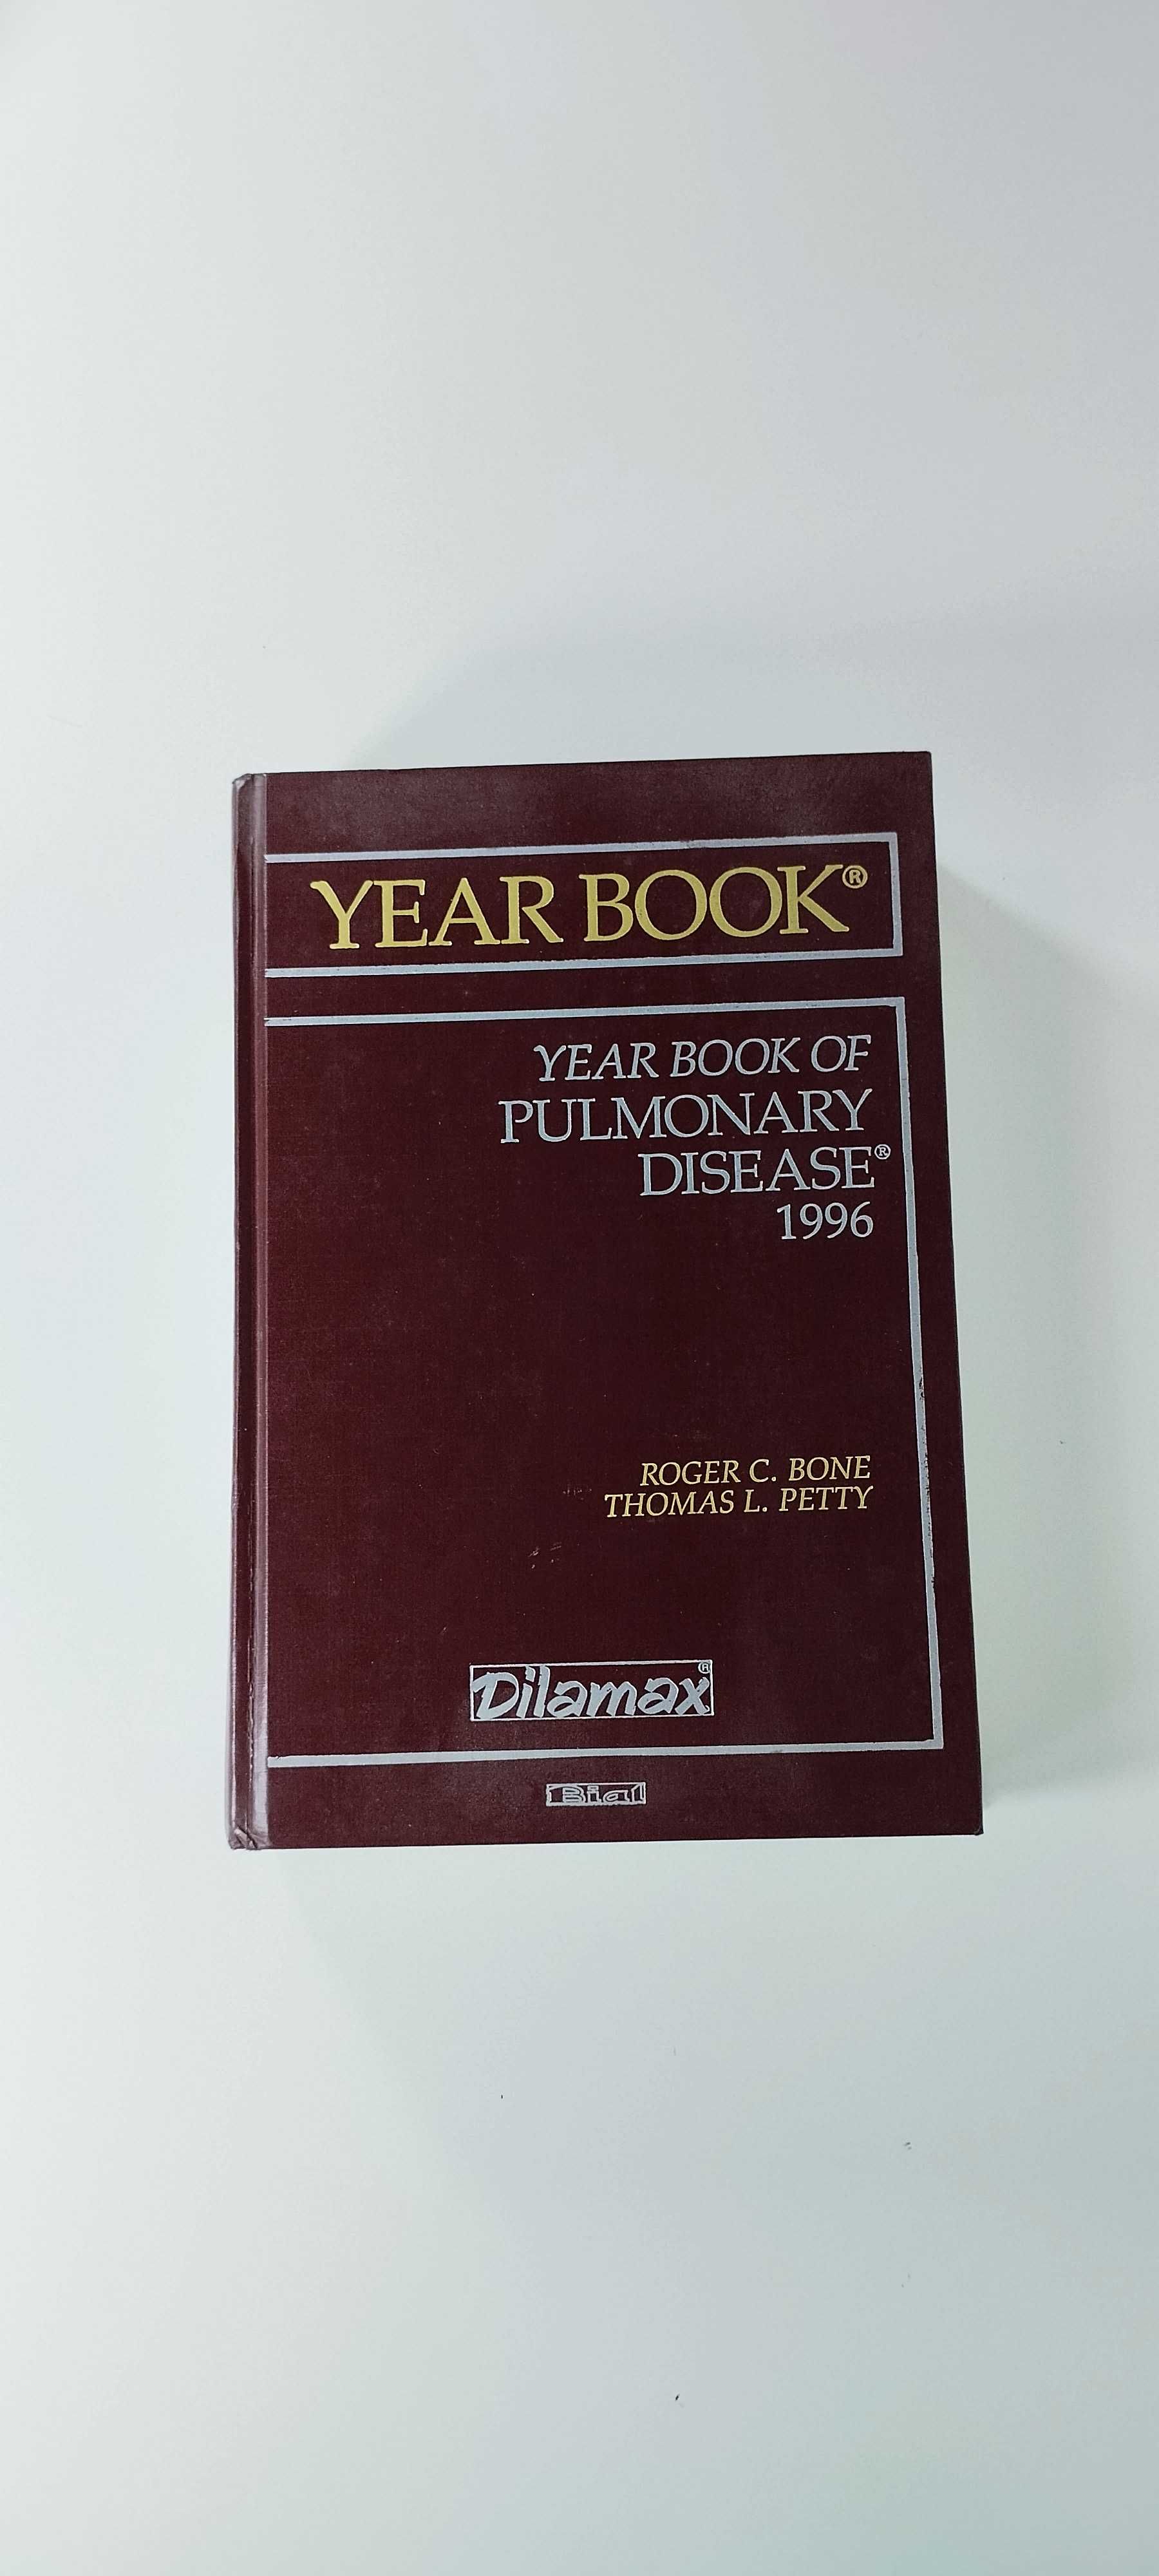 YEAR BOOK®
YEAR BOOK OF
PULMONARY
DISEASE®
1996
ROGER C. BONE
THOMAS L. PETTY
Dilamax®
Bial